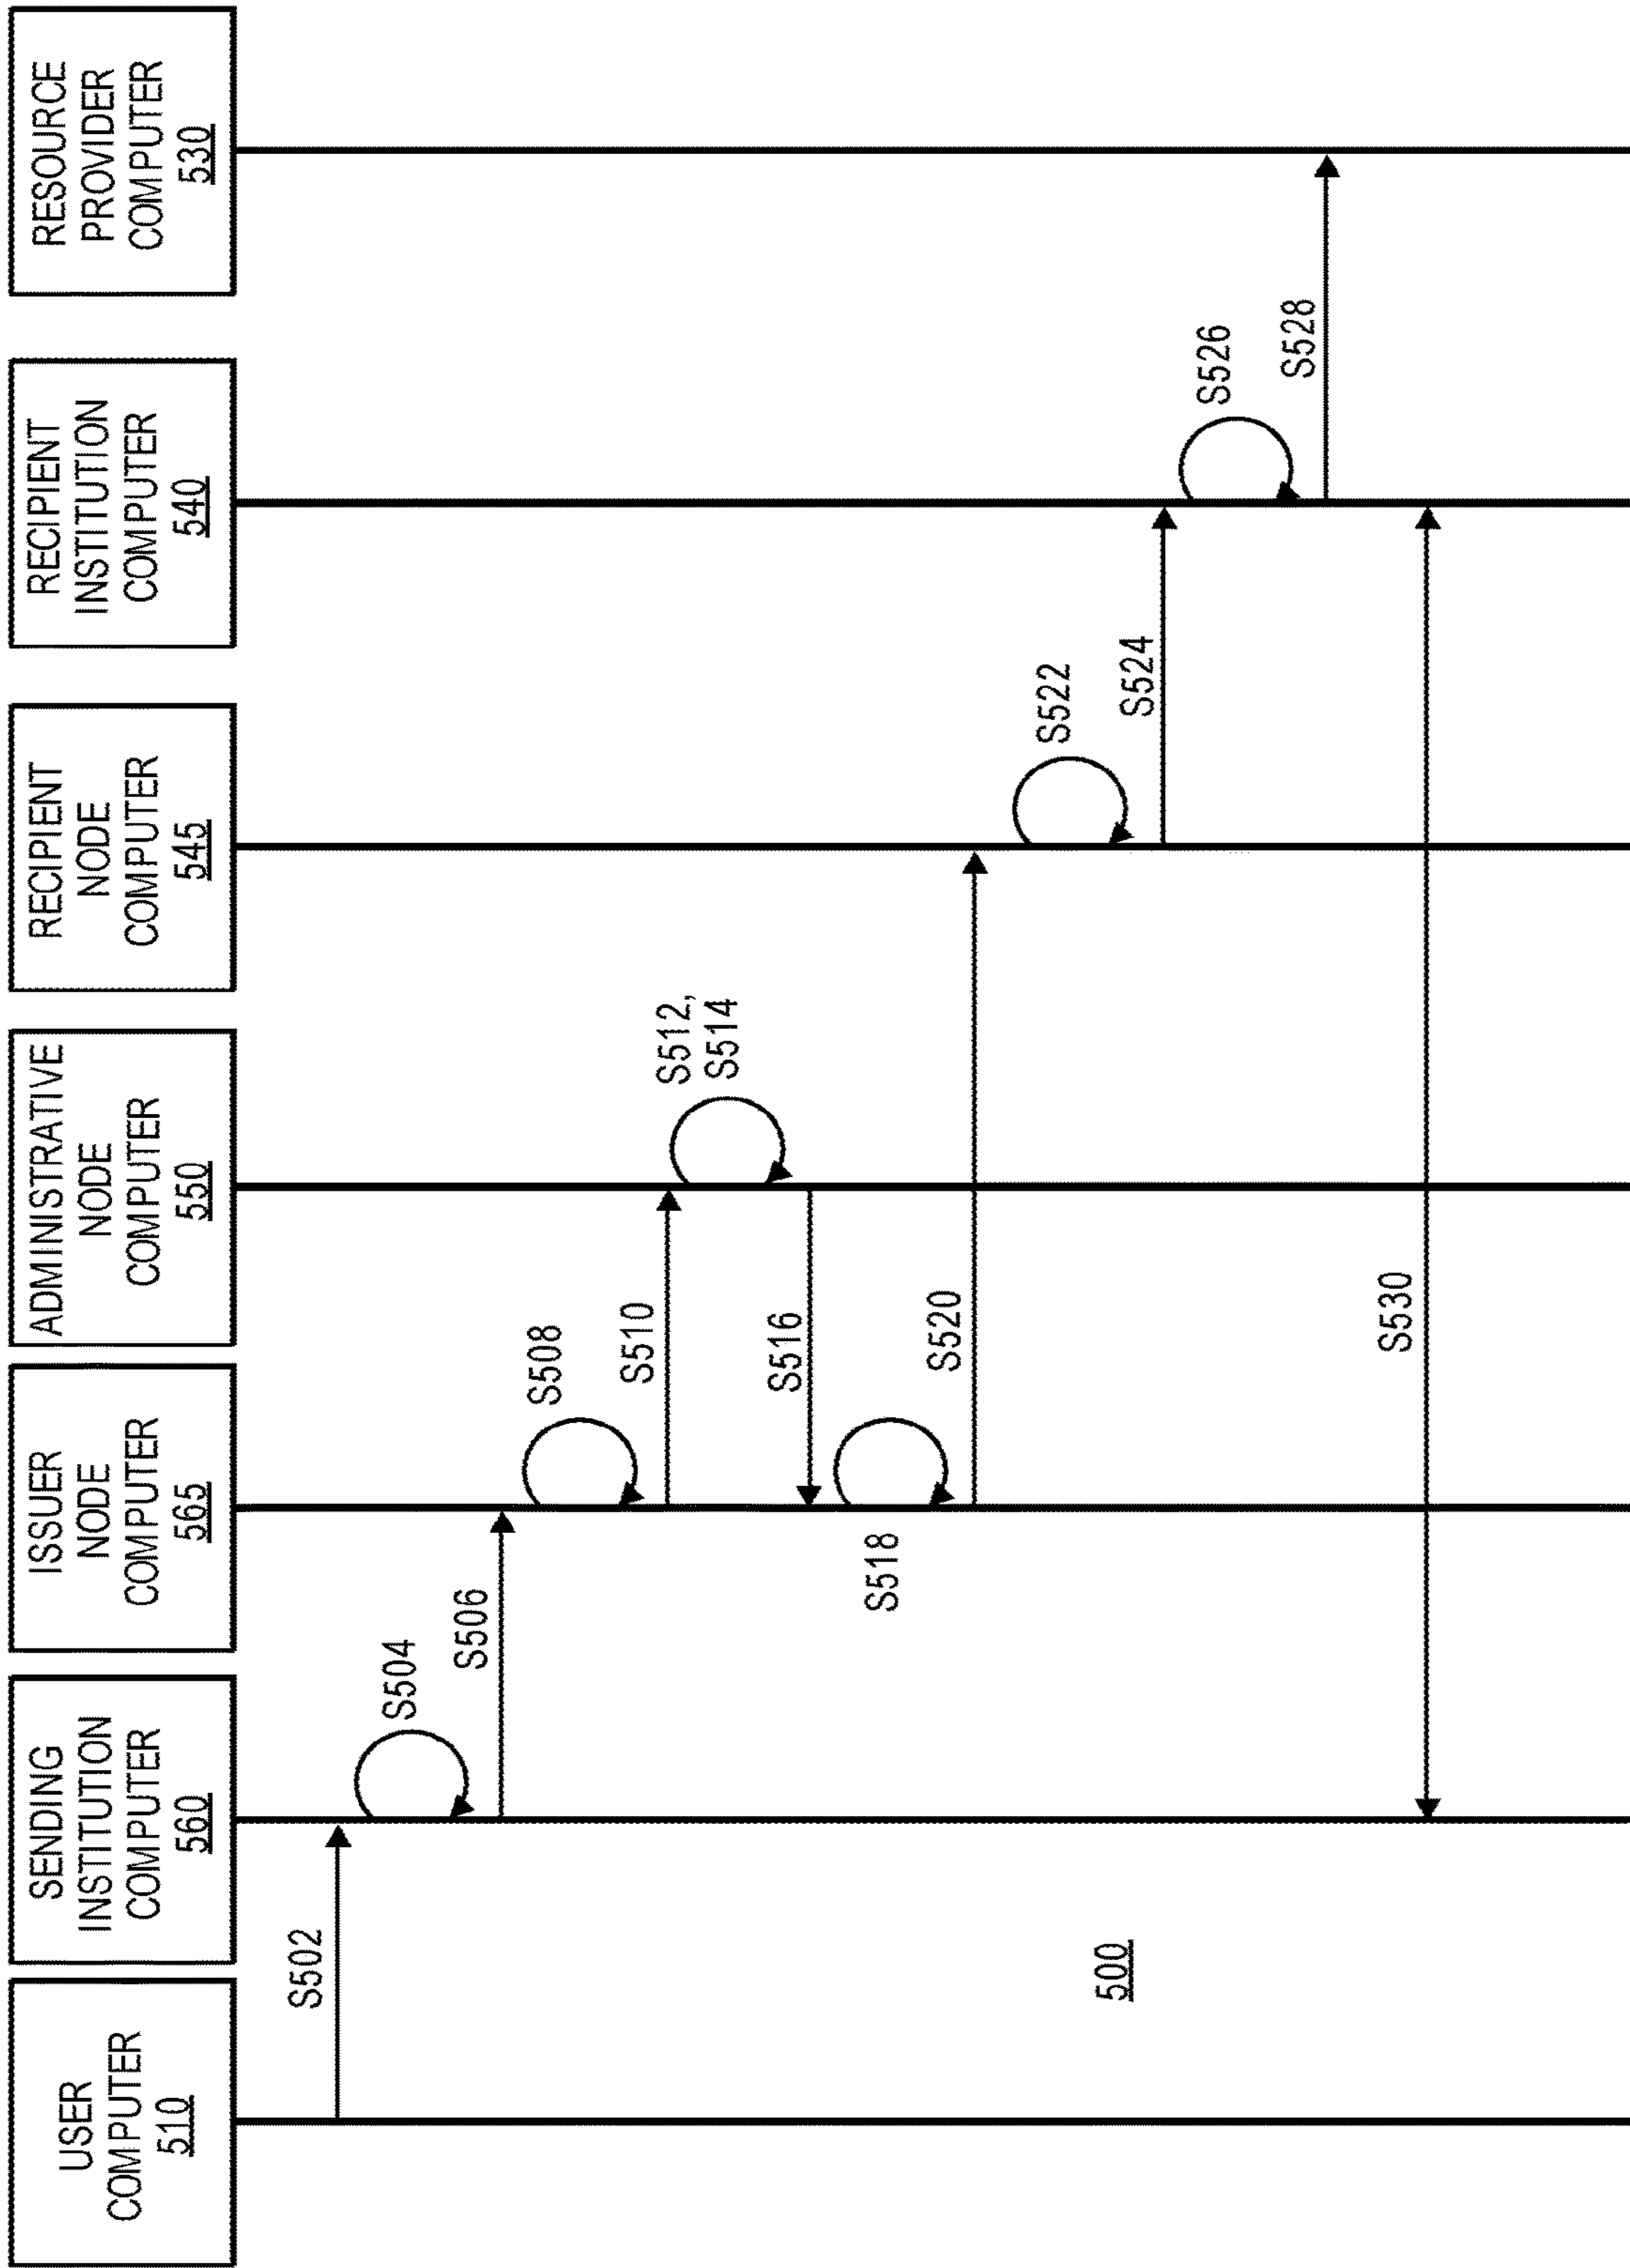 USER
COMPUTER
510
SENDING
INSTITUTION
COMPUTER
560
ISSUER
NODE
COMPUTER
565
ADMINISTRATIVE
NODE
COMPUTER
550
RECIPIENT
NODE
COMPUTER
545
RECIPIENT
INSTITUTION
COMPUTER
540
RESOURCE
PROVIDER
COMPUTER
530
S502
S504
S506
S508
S510
S512,
S514
S516
S518
S520
S522
S524
S526
S528
S530
500